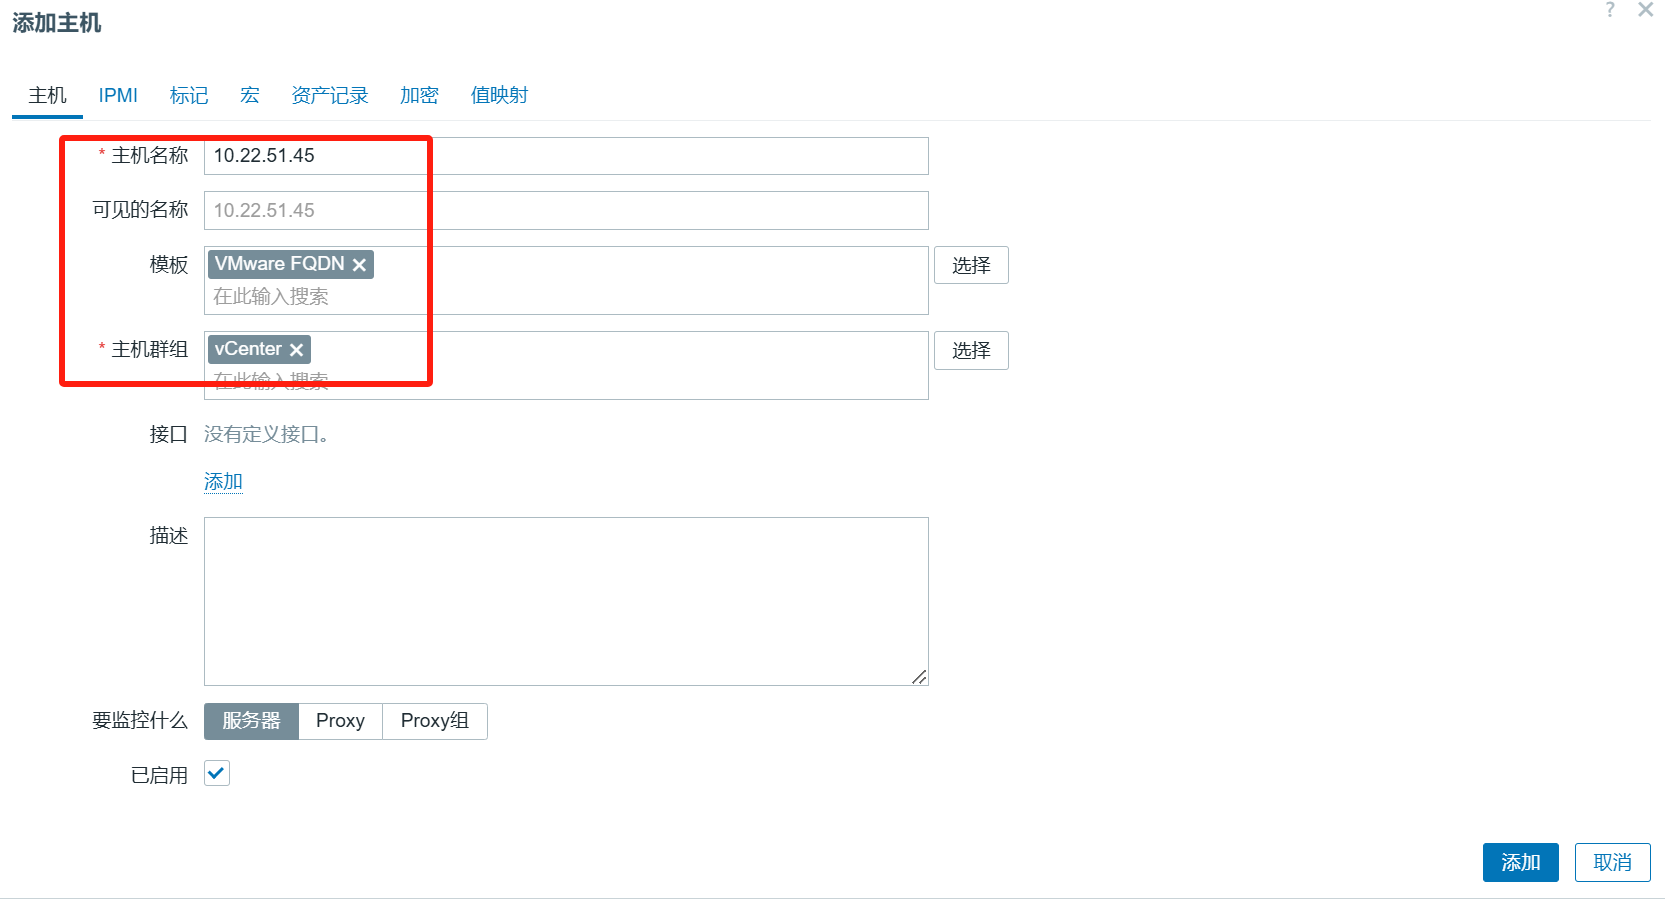 添加主机
?
主机 IPMI 标记 宏 资产记录 加密 值映射
* 主机名称 10.22.51.45
可见的名称 10.22.51.45
模板 VMware FQDN
在此输入搜索
选择
* 主机群组 vCenter
在此输入搜索
选择
接口 没有定义接口。
添加
描述
要监控什么 服务器 Proxy Proxy组
已启用
添加 取消